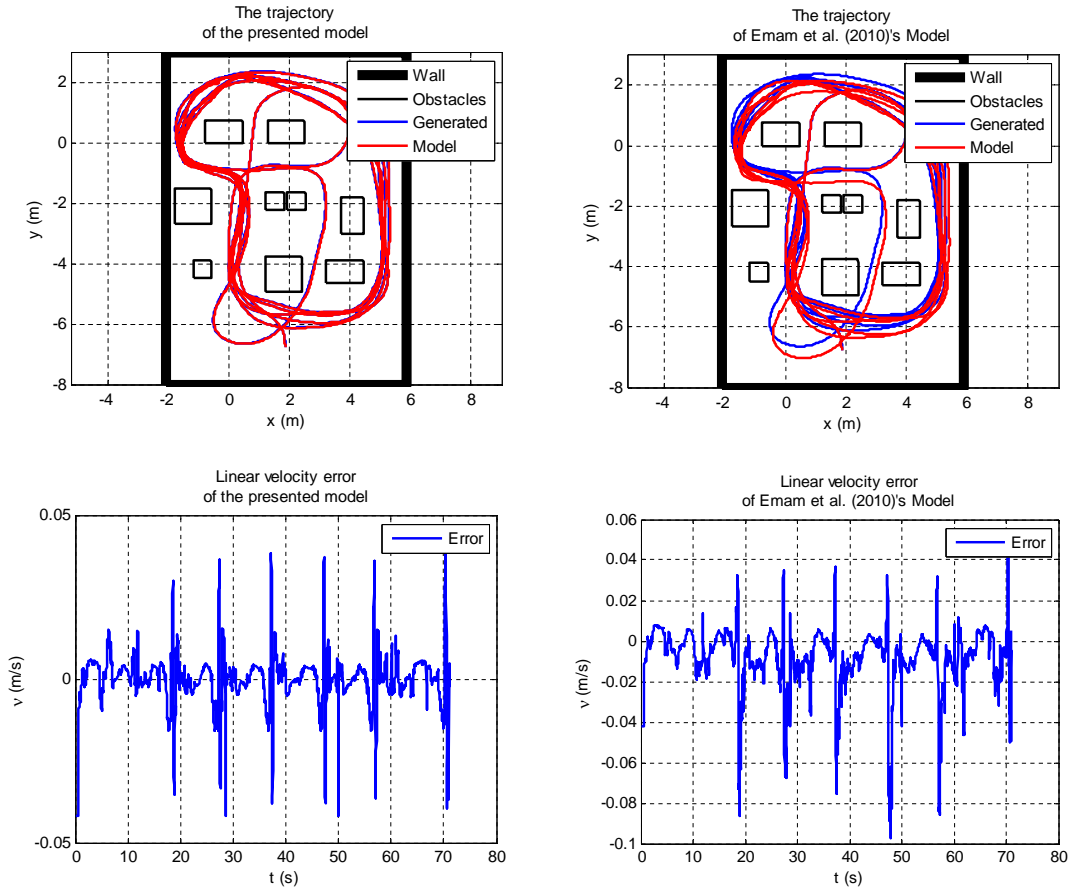 The trajectory
of the presented model
Wall
Obstacles
Generated
Model
2
0
-2
-4
-6
-8
y (m)
-4
-2
0
2
4
6
8
x (m)
The trajectory
of Emam et al. (2010)'s Model
Wall
Obstacles
Generated
Model
2
0
-2
-4
-6
-8
y (m)
-4
-2
0
2
4
6
8
x (m)
Linear velocity error
of the presented model
Error
0.05
0
-0.05
v (m/s)
0
10
20
30
40
50
60
70
80
t (s)
Linear velocity error
of Emam et al. (2010)'s Model
Error
0.06
0.04
0.02
0
-0.02
-0.04
-0.06
-0.08
-0.1
v (m/s)
0
10
20
30
40
50
60
70
80
t (s)